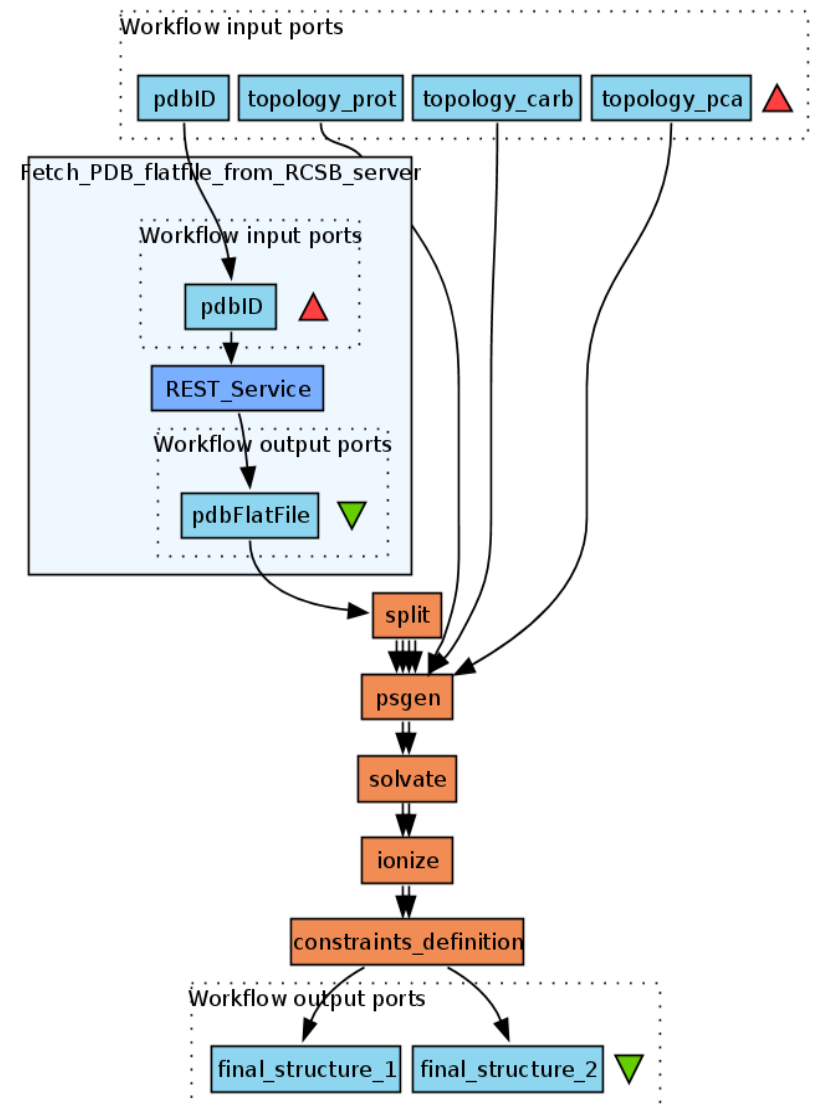 Workflow input ports
pdbID topology_prot topology_carb topology_pca
Fetch_PDB_flatfile_from_RCSB_server
Workflow input ports
pdbID
REST_Service
Workflow output ports
pdbFlatFile
split
psgen
solvate
ionize
constraints_definition
Workflow output ports
final_structure_1 final_structure_2